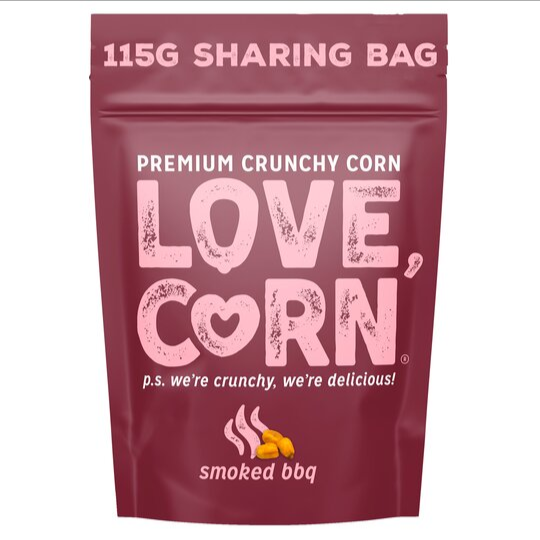 115G SHARING BAG
PREMIUM CRUNCHY CORN
LOVE,
CORN
®
p.s. we're crunchy, we're delicious!
smoked bbq